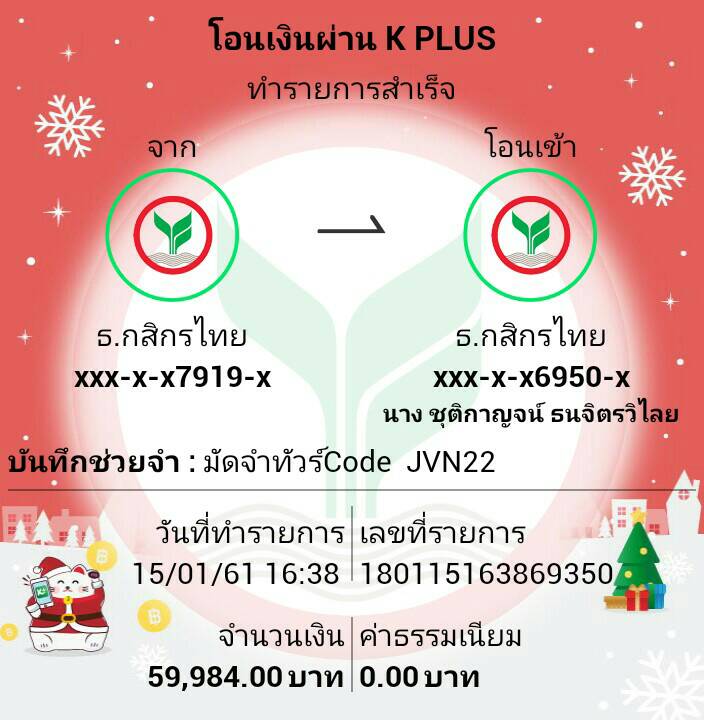 โอนเงินผ่าน K PLUS
ทำรายการสำเร็จ
จาก
โอนเข้า
ธ.กสิกรไทย
xxx-x-x7919-x
ธ.กสิกรไทย
xxx-x-x6950-x
นาง ชุติกาญจน์ ธนจิตรวิไลย
บันทึกช่วยจำ : มัดจำทัวร์Code JVN22
วันที่ทำรายการ
15/01/61 16:38
เลขที่รายการ
180115163869350
จำนวนเงิน
59,984.00 บาท
ค่าธรรมเนียม
0.00 บาท